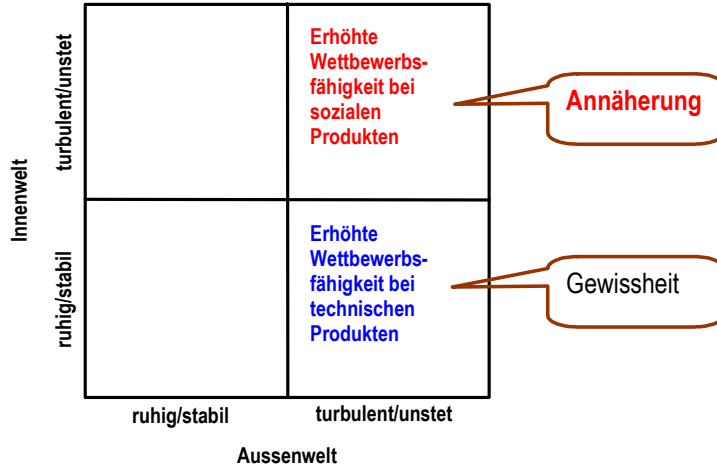 Innenwelt
turbulent/unstet
ruhig/stabil
Erhöhte
Wettbewerbs-
fähigkeit bei
sozialen
Produkten
Annäherung
Erhöhte
Wettbewerbs-
fähigkeit bei
technischen
Produkten
Gewissheit
ruhig/stabil
turbulent/unstet
Aussenwelt